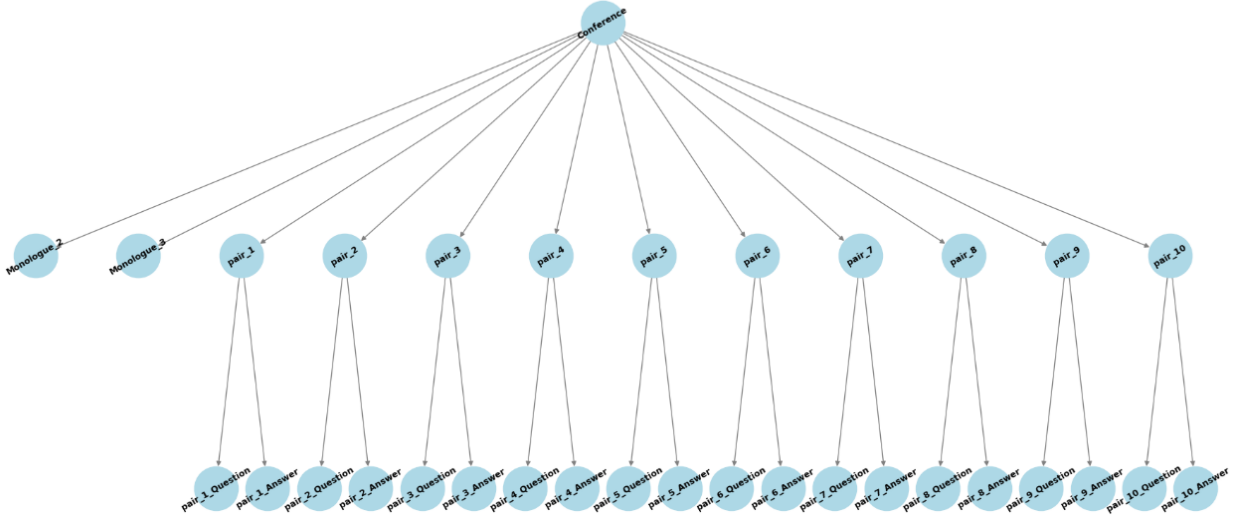 Conference
Monologue_2
Monologue_3
pair_1
pair_2
pair_3
pair_4
pair_5
pair_6
pair_7
pair_8
pair_9
pair_10
pair_1_Question
pair_1_Answer
pair_2_Question
pair_2_Answer
pair_3_Question
pair_3_Answer
pair_4_Question
pair_4_Answer
pair_5_Question
pair_5_Answer
pair_6_Question
pair_6_Answer
pair_7_Question
pair_7_Answer
pair_8_Question
pair_8_Answer
pair_9_Question
pair_9_Answer
pair_10_Question
pair_10_Answer